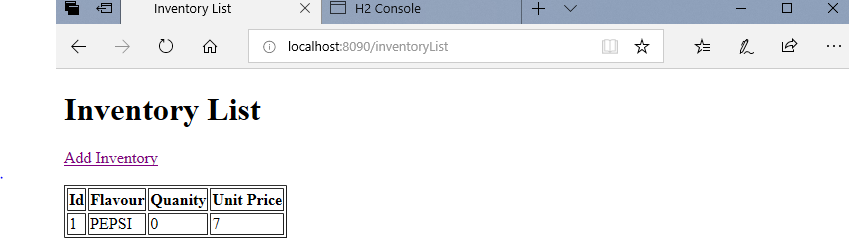 Inventory List
H2 Console
localhost:8090/inventoryList
Inventory List
Add Inventory
Id Flavour Quanity Unit Price
1 PEPSI 0 7